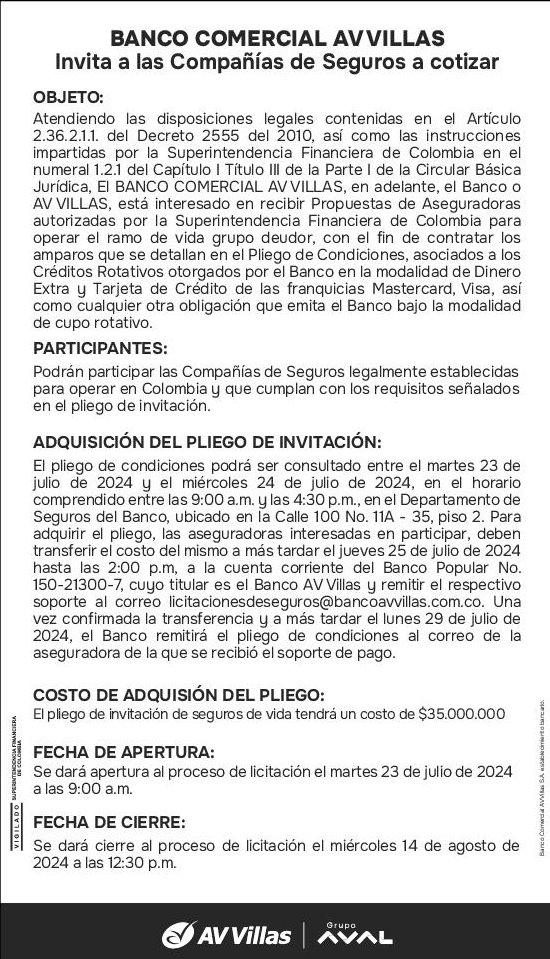 BANCO COMERCIAL AV VILLAS
Invita a las Compañías de Seguros a cotizar
OBJETO:
Atendiendo las disposiciones legales contenidas en el Artículo
2.36.2.1.1. del Decreto 2555 del 2010, así como las instrucciones
impartidas por la Superintendencia Financiera de Colombia en el
numeral 1.2.1 del Capítulo I Título III de la Parte I de la Circular Básica
Jurídica, El BANCO COMERCIAL AV VILLAS, en adelante, el Banco o
AV VILLAS, está interesado en recibir Propuestas de Aseguradoras
autorizadas por la Superintendencia Financiera de Colombia para
operar el ramo de vida grupo deudor, con el fin de contratar los
amparos que se detallan en el Pliego de Condiciones, asociados a los
Créditos Rotativos otorgados por el Banco en la modalidad de Dinero
Extra y Tarjeta de Crédito de las franquicias Mastercard, Visa, así
como cualquier otra obligación que emita el Banco bajo la modalidad
de cupo rotativo.
PARTICIPANTES:
Podrán participar las Compañías de Seguros legalmente establecidas
para operar en Colombia y que cumplan con los requisitos señalados
en el pliego de invitación.
ADQUISICIÓN DEL PLIEGO DE INVITACIÓN:
El pliego de condiciones podrá ser consultado entre el martes 23 de
julio de 2024 y el miércoles 24 de julio de 2024, en el horario
comprendido entre las 9:00 a.m. y las 4:30 p.m., en el Departamento de
Seguros del Banco, ubicado en la Calle 100 No. 11A - 35, piso 2. Para
adquirir el pliego, las aseguradoras interesadas en participar, deben
transferir el costo del mismo a más tardar el jueves 25 de julio de 2024
hasta las 2:00 p.m, a la cuenta corriente del Banco Popular No.
150-21300-7, cuyo titular es el Banco AV Villas y remitir el respectivo
soporte al correo licitacionesdeseguros@bancoavvillas.com.co. Una
vez confirmada la transferencia y a más tardar el lunes 29 de julio de
2024, el Banco remitirá el pliego de condiciones al correo de la
aseguradora de la que se recibió el soporte de pago.
COSTO DE ADQUISIÓN DEL PLIEGO:
El pliego de invitación de seguros de vida tendrá un costo de $35.000.000
FECHA DE APERTURA:
Se dará apertura al proceso de licitación el martes 23 de julio de 2024
a las 9:00 a.m.
FECHA DE CIERRE:
Se dará cierre al proceso de licitación el miércoles 14 de agosto de
2024 a las 12:30 p.m.
VIGILADO SUPERINTENDENCIA FINANCIERA
DE COLOMBIA
Banco Comercial AV Villas S.A. establecimiento bancario.
AV Villas
Grupo
AVAL